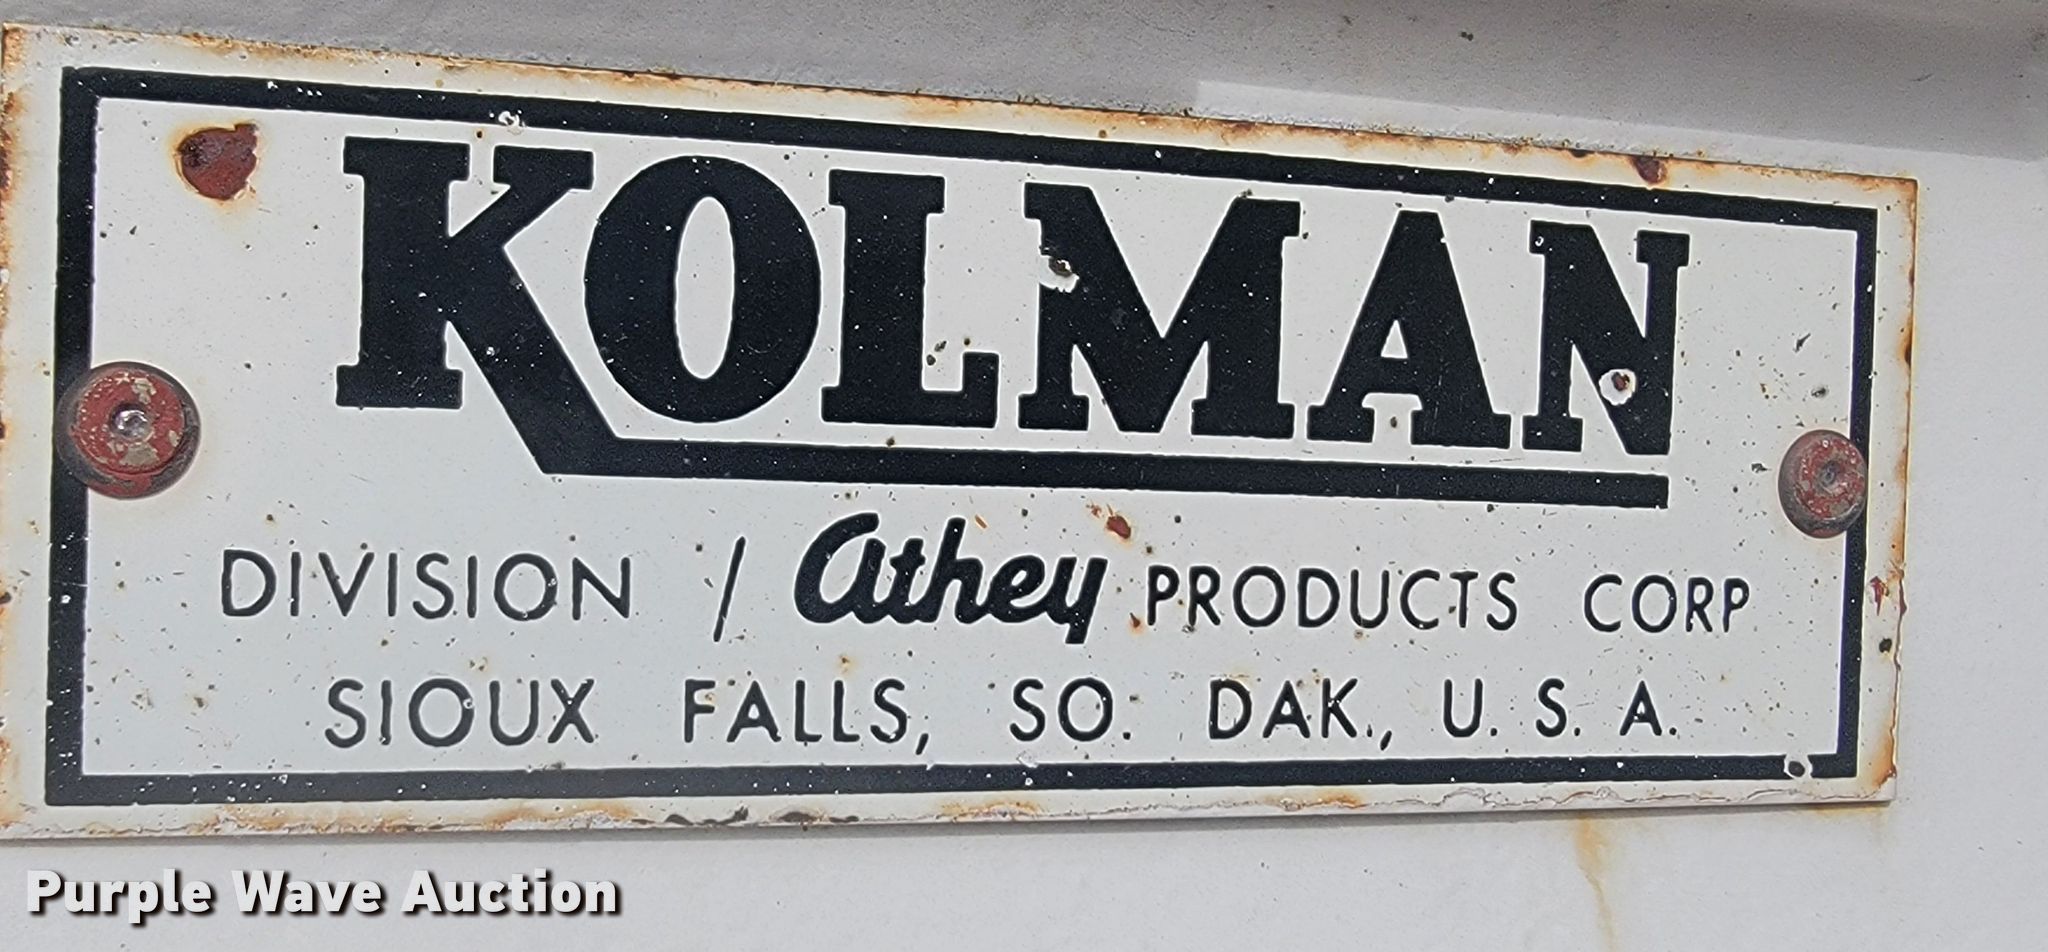 KOLMAN
DIVISION / athey PRODUCTS CORP
SIOUX FALLS, SO. DAK., U. S. A.
Purple Wave Auction